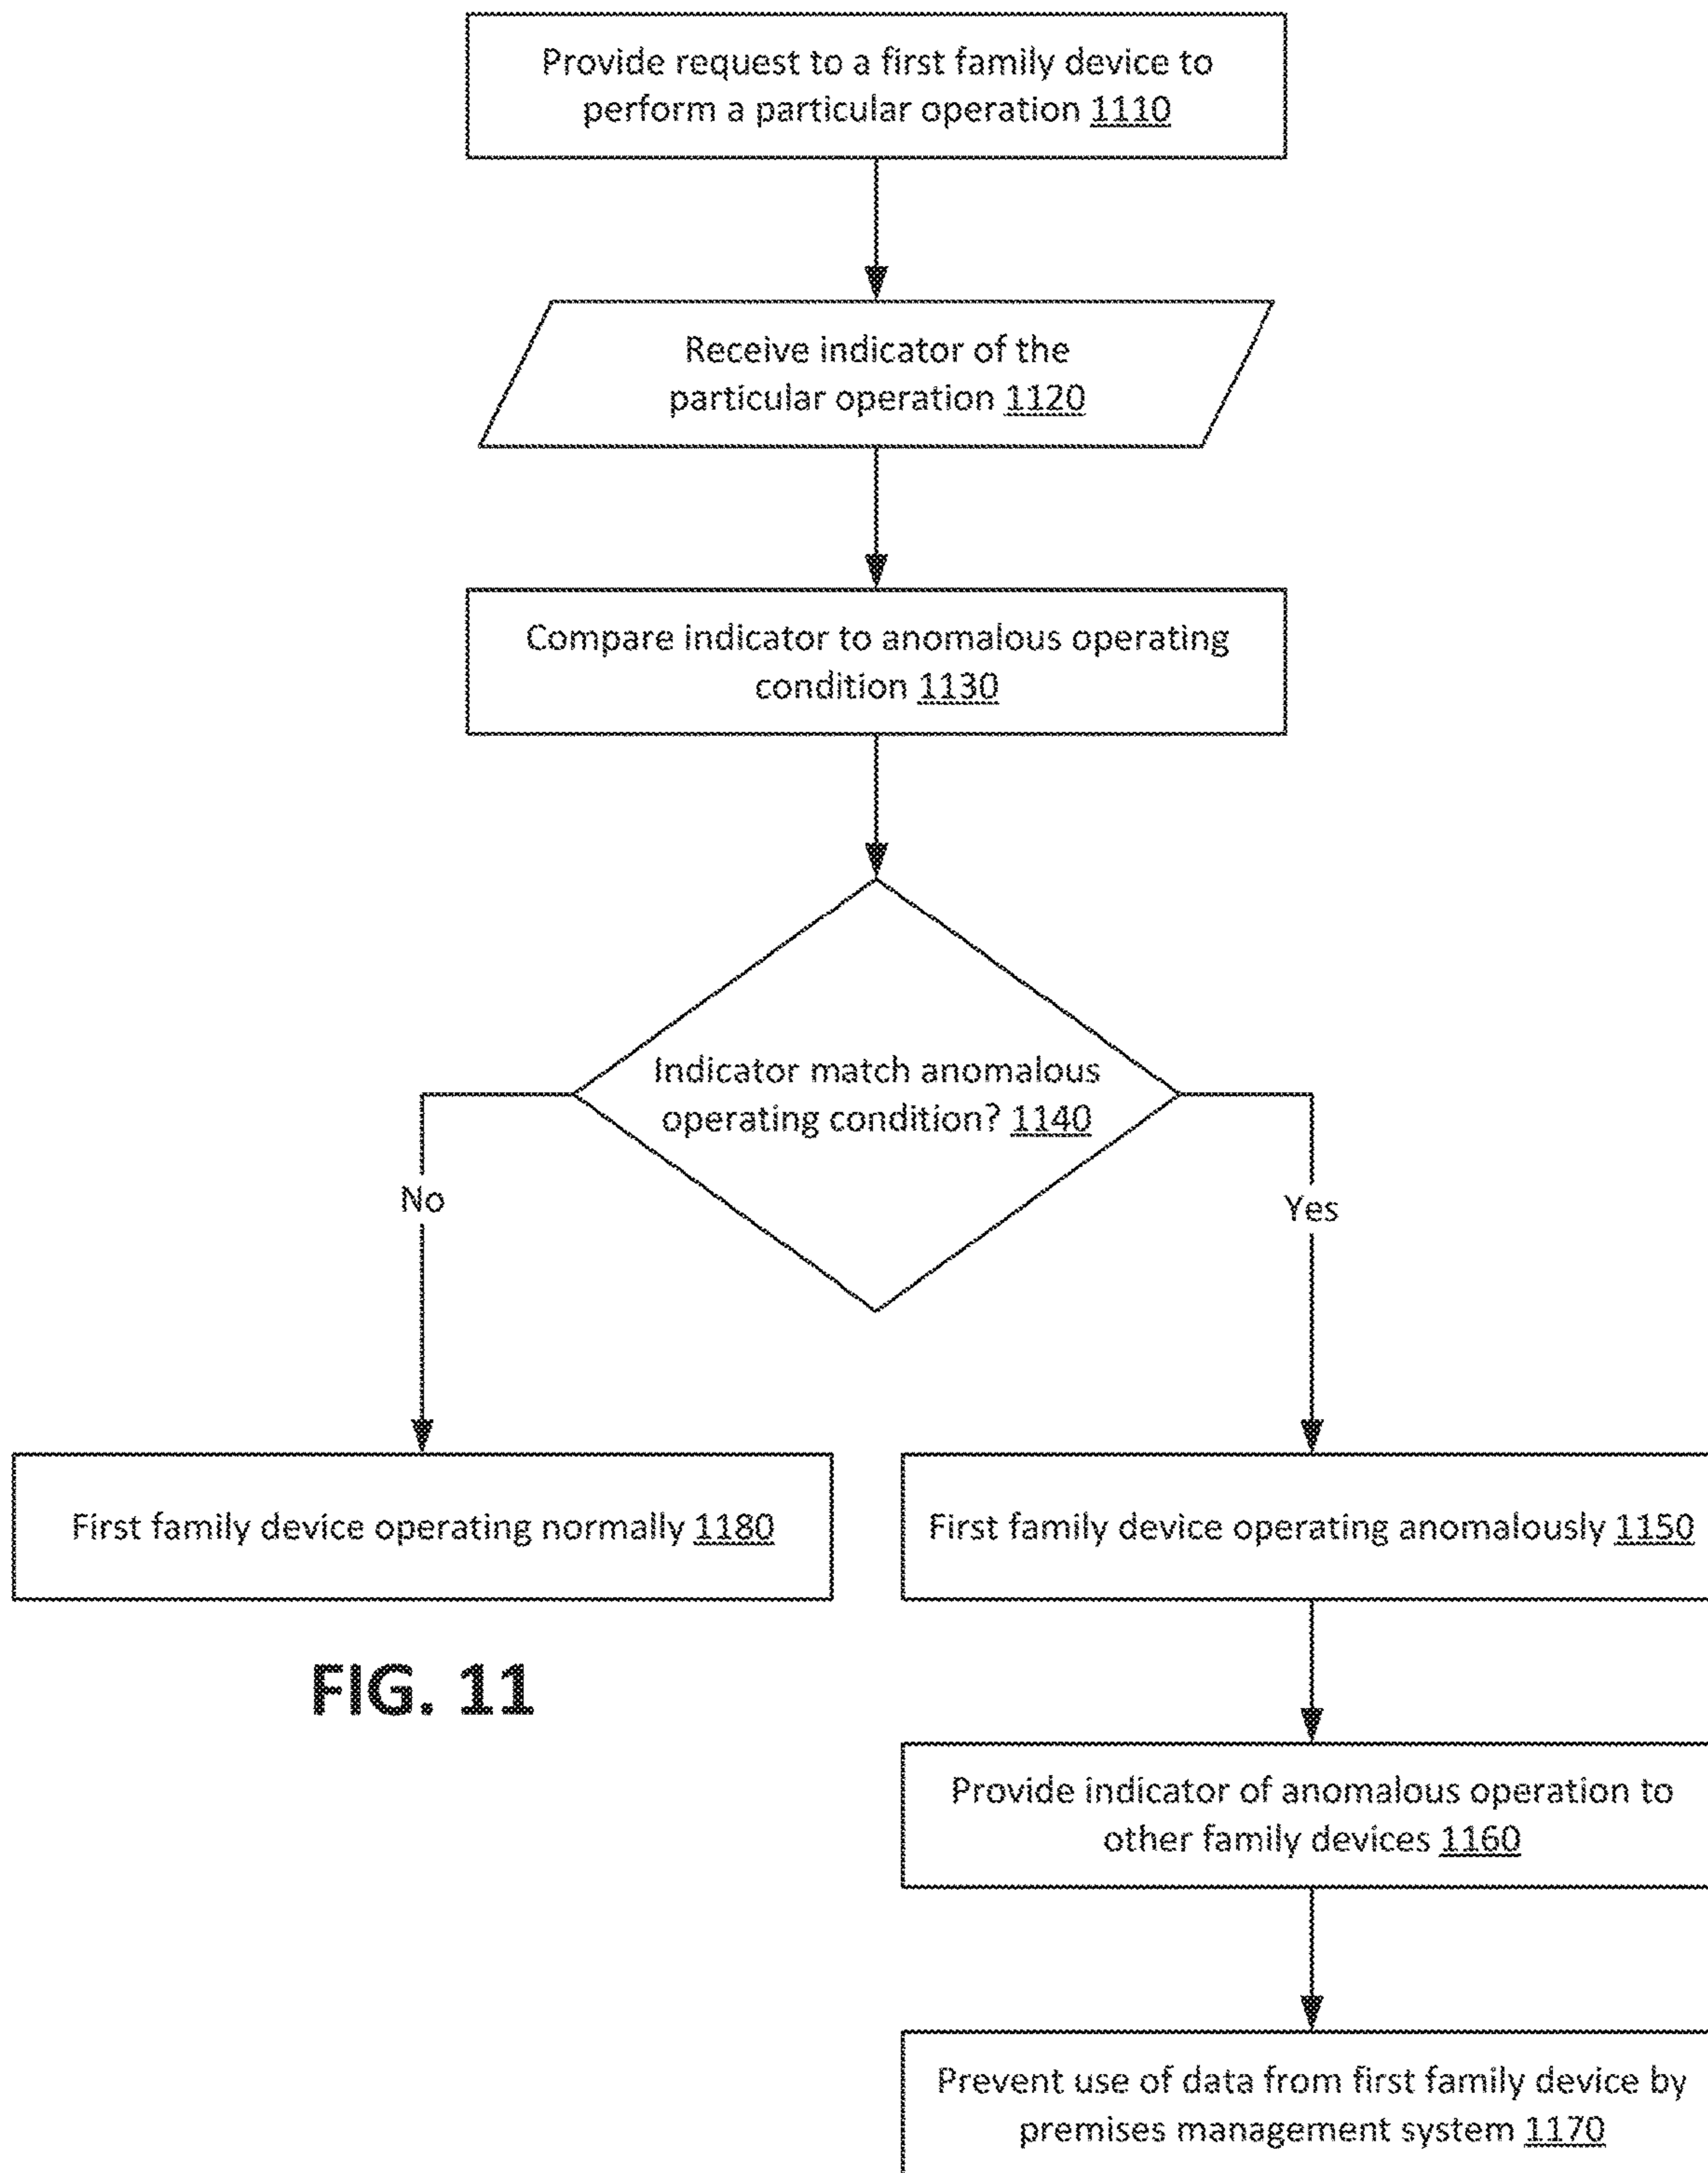 Provide request to a first family device to
perform a particular operation 1110
Receive indicator of the
particular operation 1120
Compare indicator to anomalous operating
condition 1130
Indicator match anomalous
operating condition? 1140
No
Yes
First family device operating normally 1180
First family device operating anomalously 1150
FIG. 11
Provide indicator of anomalous operation to
other family devices 1160
Prevent use of data from first family device by
premises management system 1170